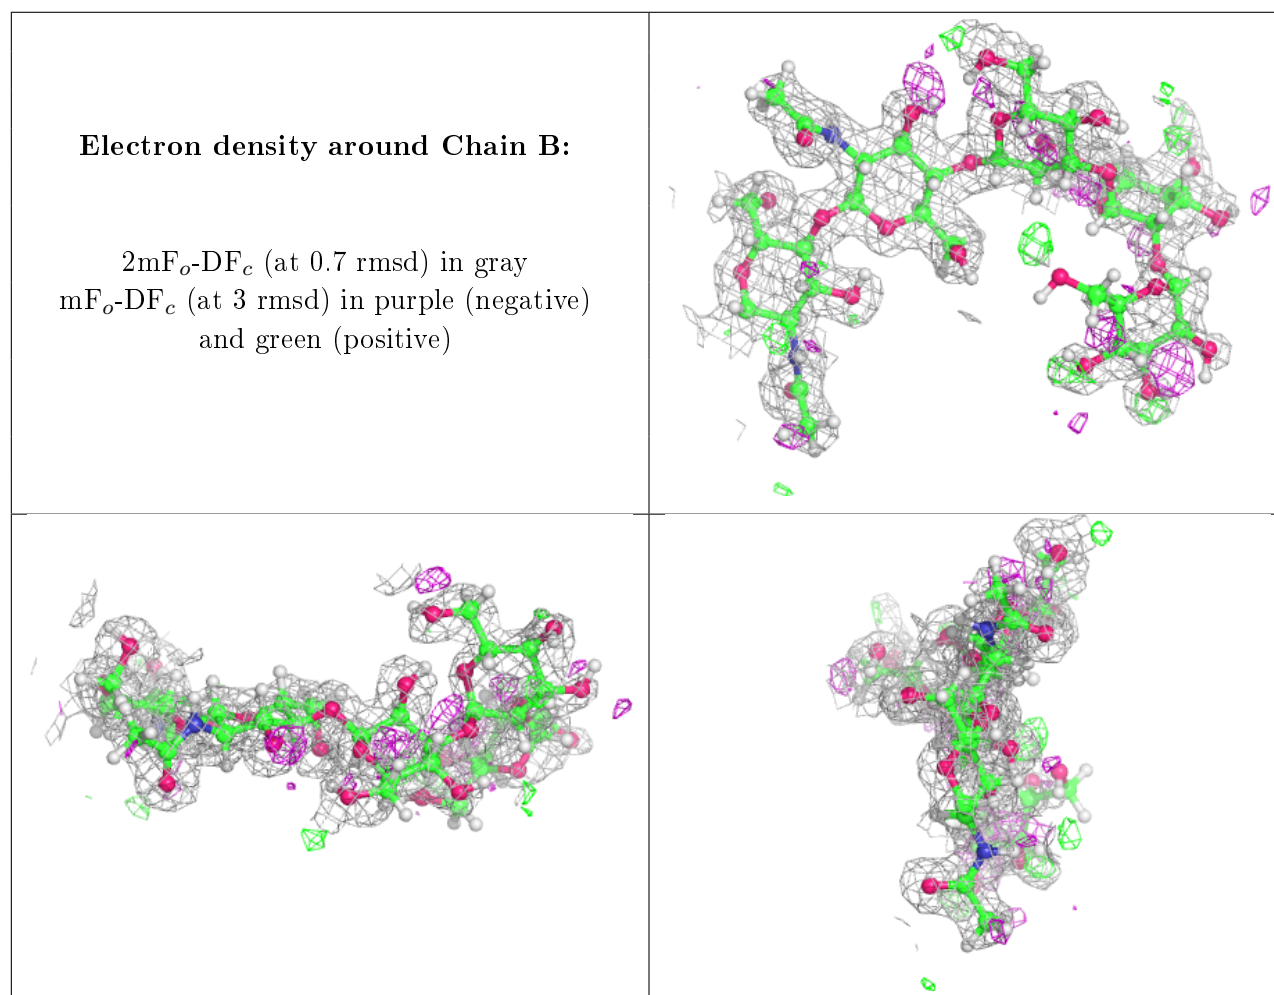 Electron density around Chain B:
2mFo-DFc (at 0.7 rmsd) in gray
mFo-DFc (at 3 rmsd) in purple (negative)
and green (positive)